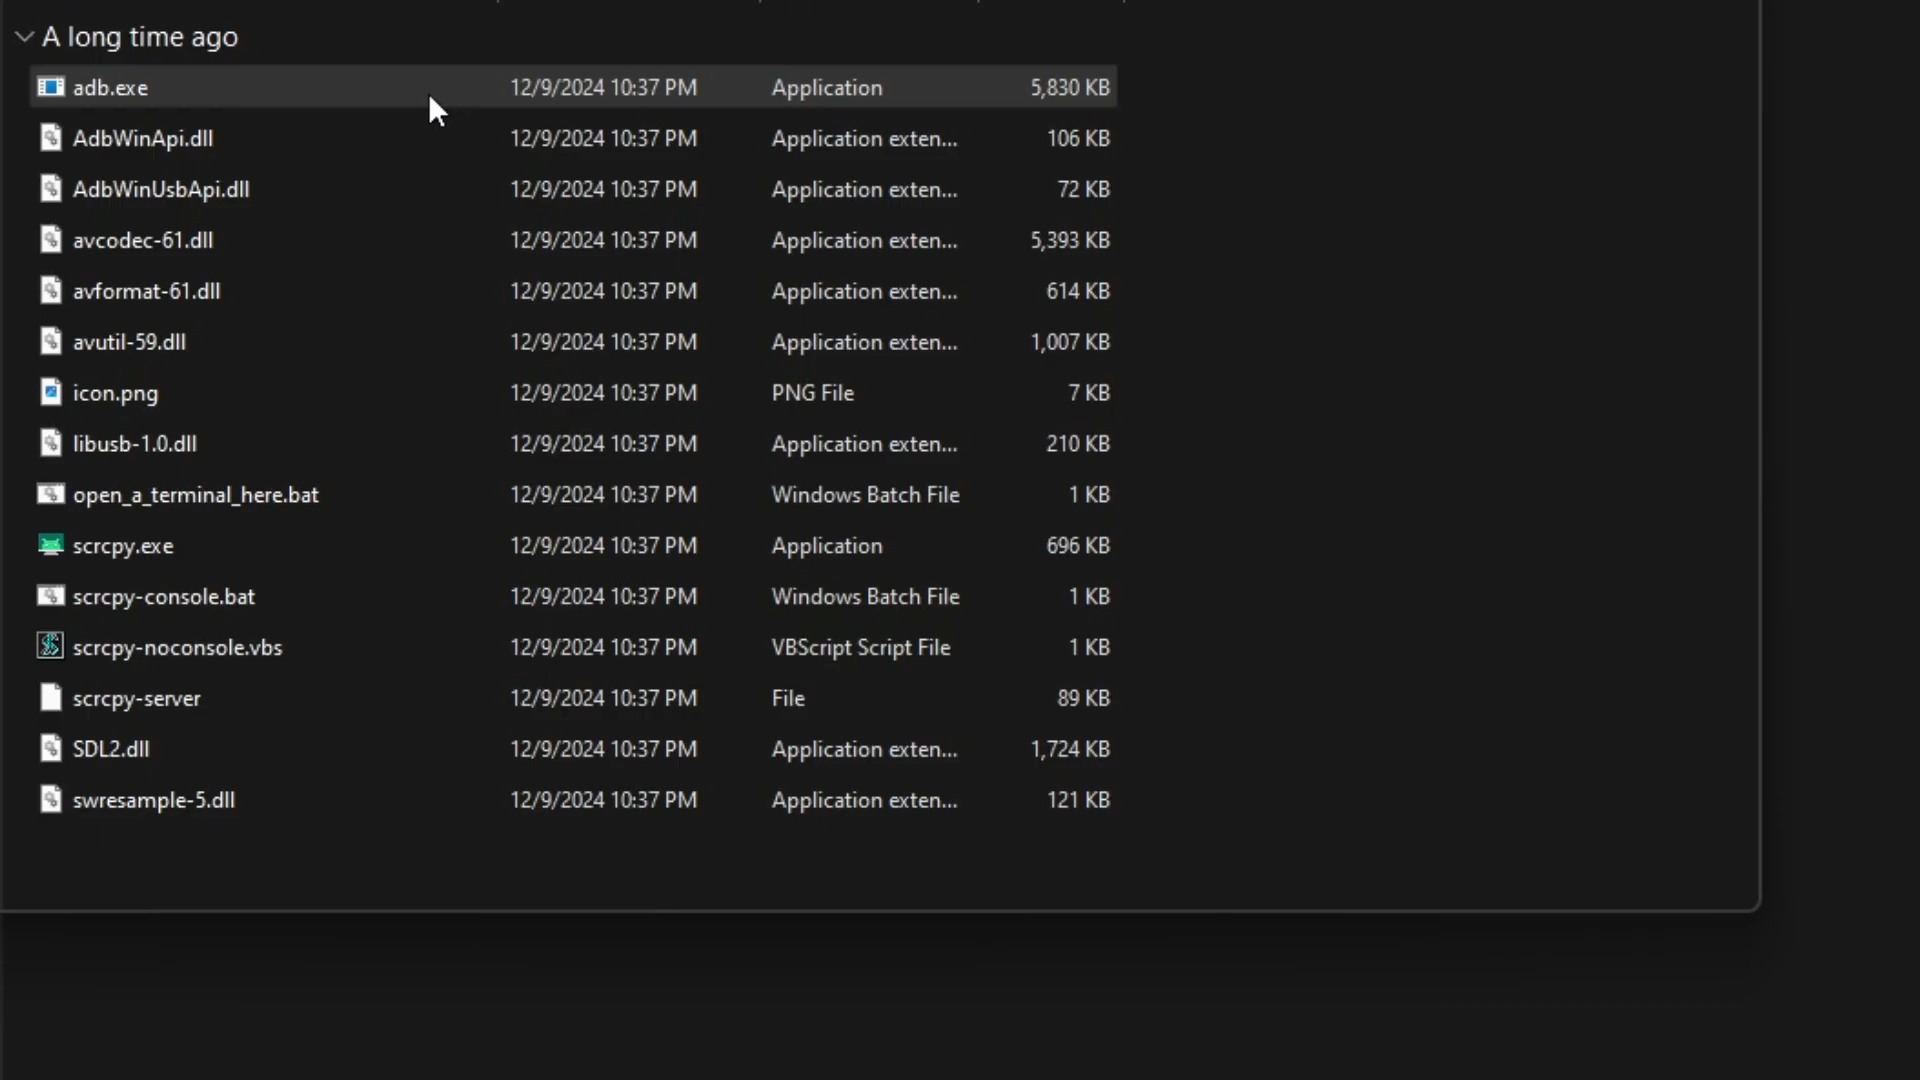 A long time ago
adb.exe 12/9/2024 10:37 PM Application 5,830 KB
AdbWinApi.dll 12/9/2024 10:37 PM Application exten... 106 KB
AdbWinUsbApi.dll 12/9/2024 10:37 PM Application exten... 72 KB
avcodec-61.dll 12/9/2024 10:37 PM Application exten... 5,393 KB
avformat-61.dll 12/9/2024 10:37 PM Application exten... 614 KB
avutil-59.dll 12/9/2024 10:37 PM Application exten... 1,007 KB
icon.png 12/9/2024 10:37 PM PNG File 7 KB
libusb-1.0.dll 12/9/2024 10:37 PM Application exten... 210 KB
open_a_terminal_here.bat 12/9/2024 10:37 PM Windows Batch File 1 KB
scrcpy.exe 12/9/2024 10:37 PM Application 696 KB
scrcpy-console.bat 12/9/2024 10:37 PM Windows Batch File 1 KB
scrcpy-noconsole.vbs 12/9/2024 10:37 PM VBScript Script File 1 KB
scrcpy-server 12/9/2024 10:37 PM File 89 KB
SDL2.dll 12/9/2024 10:37 PM Application exten... 1,724 KB
swresample-5.dll 12/9/2024 10:37 PM Application exten... 121 KB